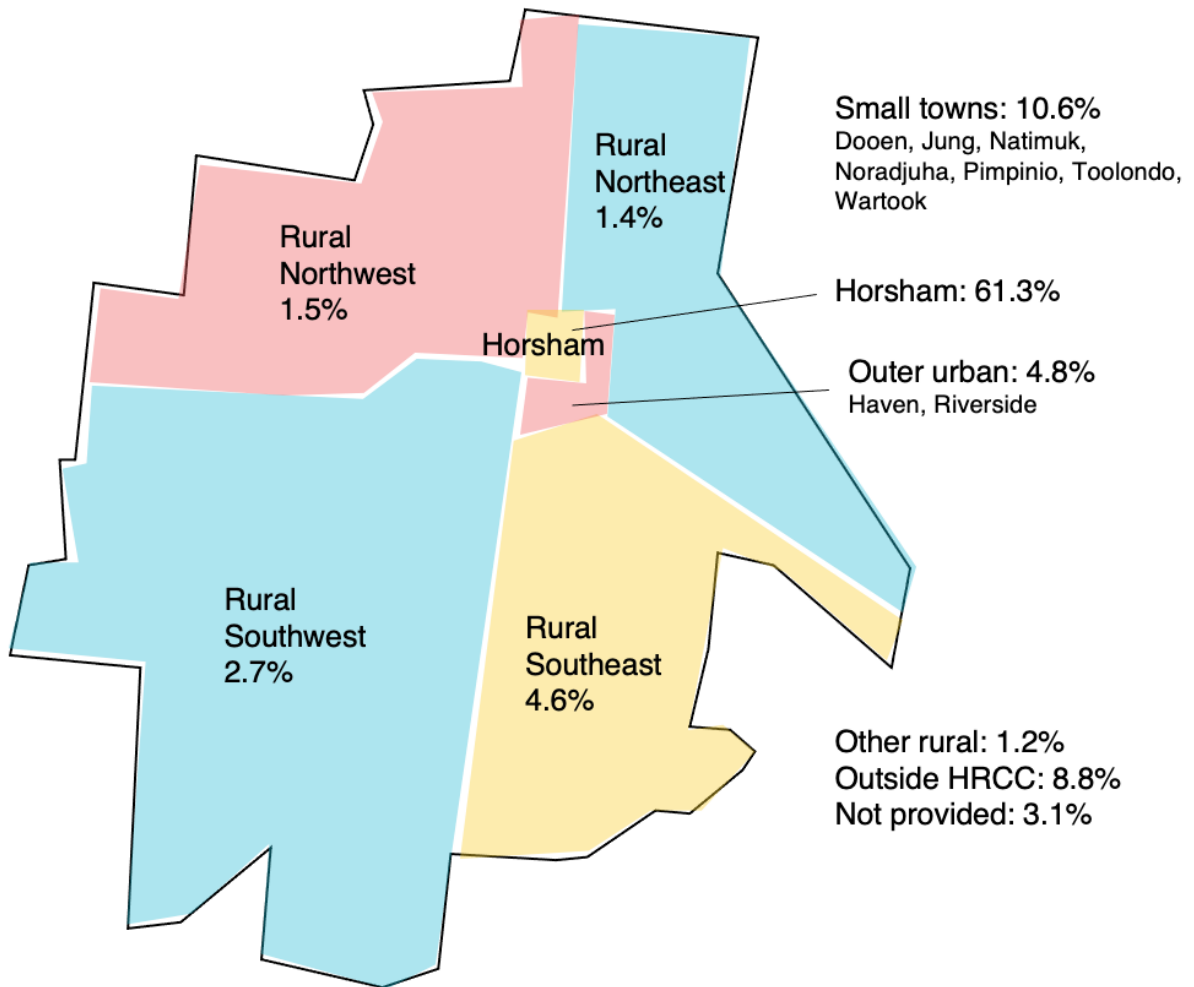 Small towns: 10.6%
Dooen, Jung, Natimuk,
Noradjuha, Pimpinio, Toolondo,
Wartook
Rural
Northeast
1.4%
Rural
Northwest
1.5%
Horsham: 61.3%
Horsham
Outer urban: 4.8%
Haven, Riverside
Rural
Southwest
2.7%
Rural
Southeast
4.6%
Other rural: 1.2%
Outside HRCC: 8.8%
Not provided: 3.1%